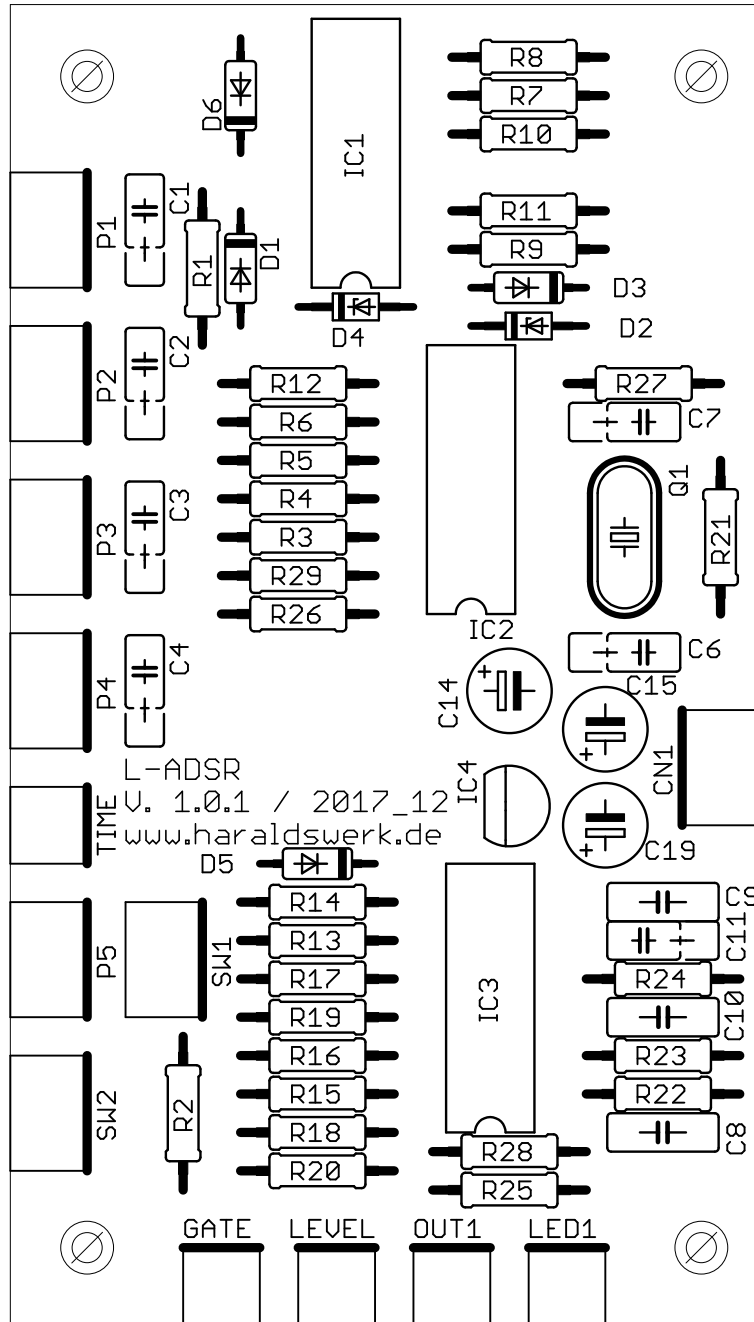 R8
R7
R10
D6
IC1
C1
P1
R1
D1
R11
R9
D3
D4
D2
C2
P2
R12
R27
R6
C7
R5
Q1
C3
P3
R4
R3
R21
R29
R26
IC2
C4
P4
C6
C15
C14
CN1
L-ADSR
V. 1.0.1 / 2017_12
www.haraldswerk.de
TIME
IC4
C19
D5
R14
C9
R13
C11
P5
SW1
R17
R24
IC3
R19
C10
R16
R23
SW2
R2
R15
R22
R18
C8
R28
R20
R25
GATE LEVEL OUT1 LED1